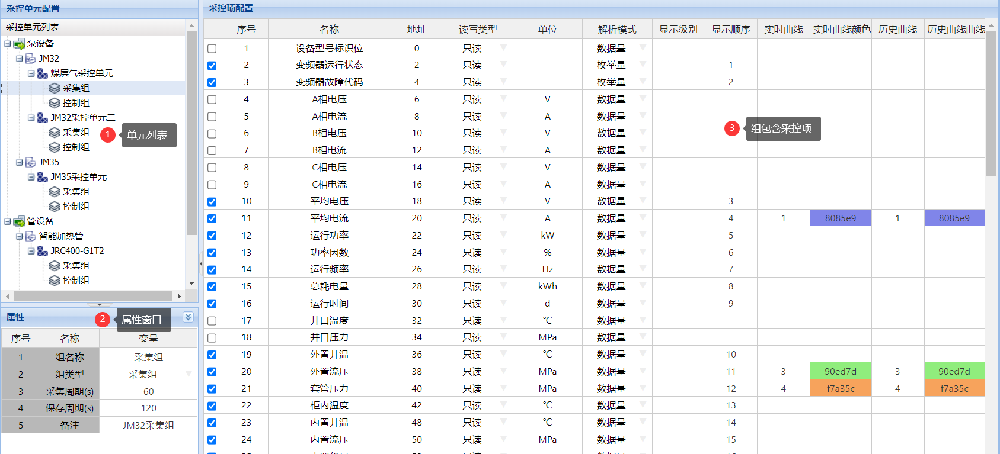 采控单元配置
采控单元列表
泵设备
JM32
煤层气采控单元
采集组
控制组
JM32采控单元二
采集组
控制组
1 单元列表
JM35
JM35采控单元
采集组
控制组
管设备
智能加热管
JRC400-G1T2
采集组
控制组
属性
2 属性窗口
序号 名称 变量
1 组名称 采集组
2 组类型 采集组
3 采集周期(s) 60
4 保存周期(s) 120
5 备注 JM32采集组
采控项配置
序号 名称 地址 读写类型 单位 解析模式 显示级别 显示顺序 实时曲线 实时曲线颜色 历史曲线 历史曲线曲线
1 设备型号标识位 0 只读 数据量
2 变频器运行状态 2 只读 枚举量 1
3 变频器故障代码 4 只读 枚举量 2
4 A相电压 6 只读 V 数据量
5 A相电流 8 只读 A 数据量
6 B相电压 10 只读 V 数据量
7 B相电流 12 只读 A 数据量
8 C相电压 14 只读 V 数据量
9 C相电流 16 只读 A 数据量
3 组包含采控项
10 平均电压 18 只读 V 数据量 3
11 平均电流 20 只读 A 数据量 4 1 8085e9 1 8085e9
12 运行功率 22 只读 kW 数据量 5
13 功率因数 24 只读 % 数据量 6
14 运行频率 26 只读 Hz 数据量 7
15 总耗电量 28 只读 kWh 数据量 8
16 运行时间 30 只读 d 数据量 9
17 井口温度 32 只读 ℃ 数据量
18 井口压力 34 只读 MPa 数据量
19 外置井温 36 只读 ℃ 数据量 10
20 外置流压 38 只读 MPa 数据量 11 3 90ed7d 3 90ed7d
21 套管压力 40 只读 MPa 数据量 12 4 f7a35c 4 f7a35c
22 柜内温度 42 只读 ℃ 数据量 13
23 内置井温 48 只读 ℃ 数据量 14
24 内置流压 50 只读 MPa 数据量 15